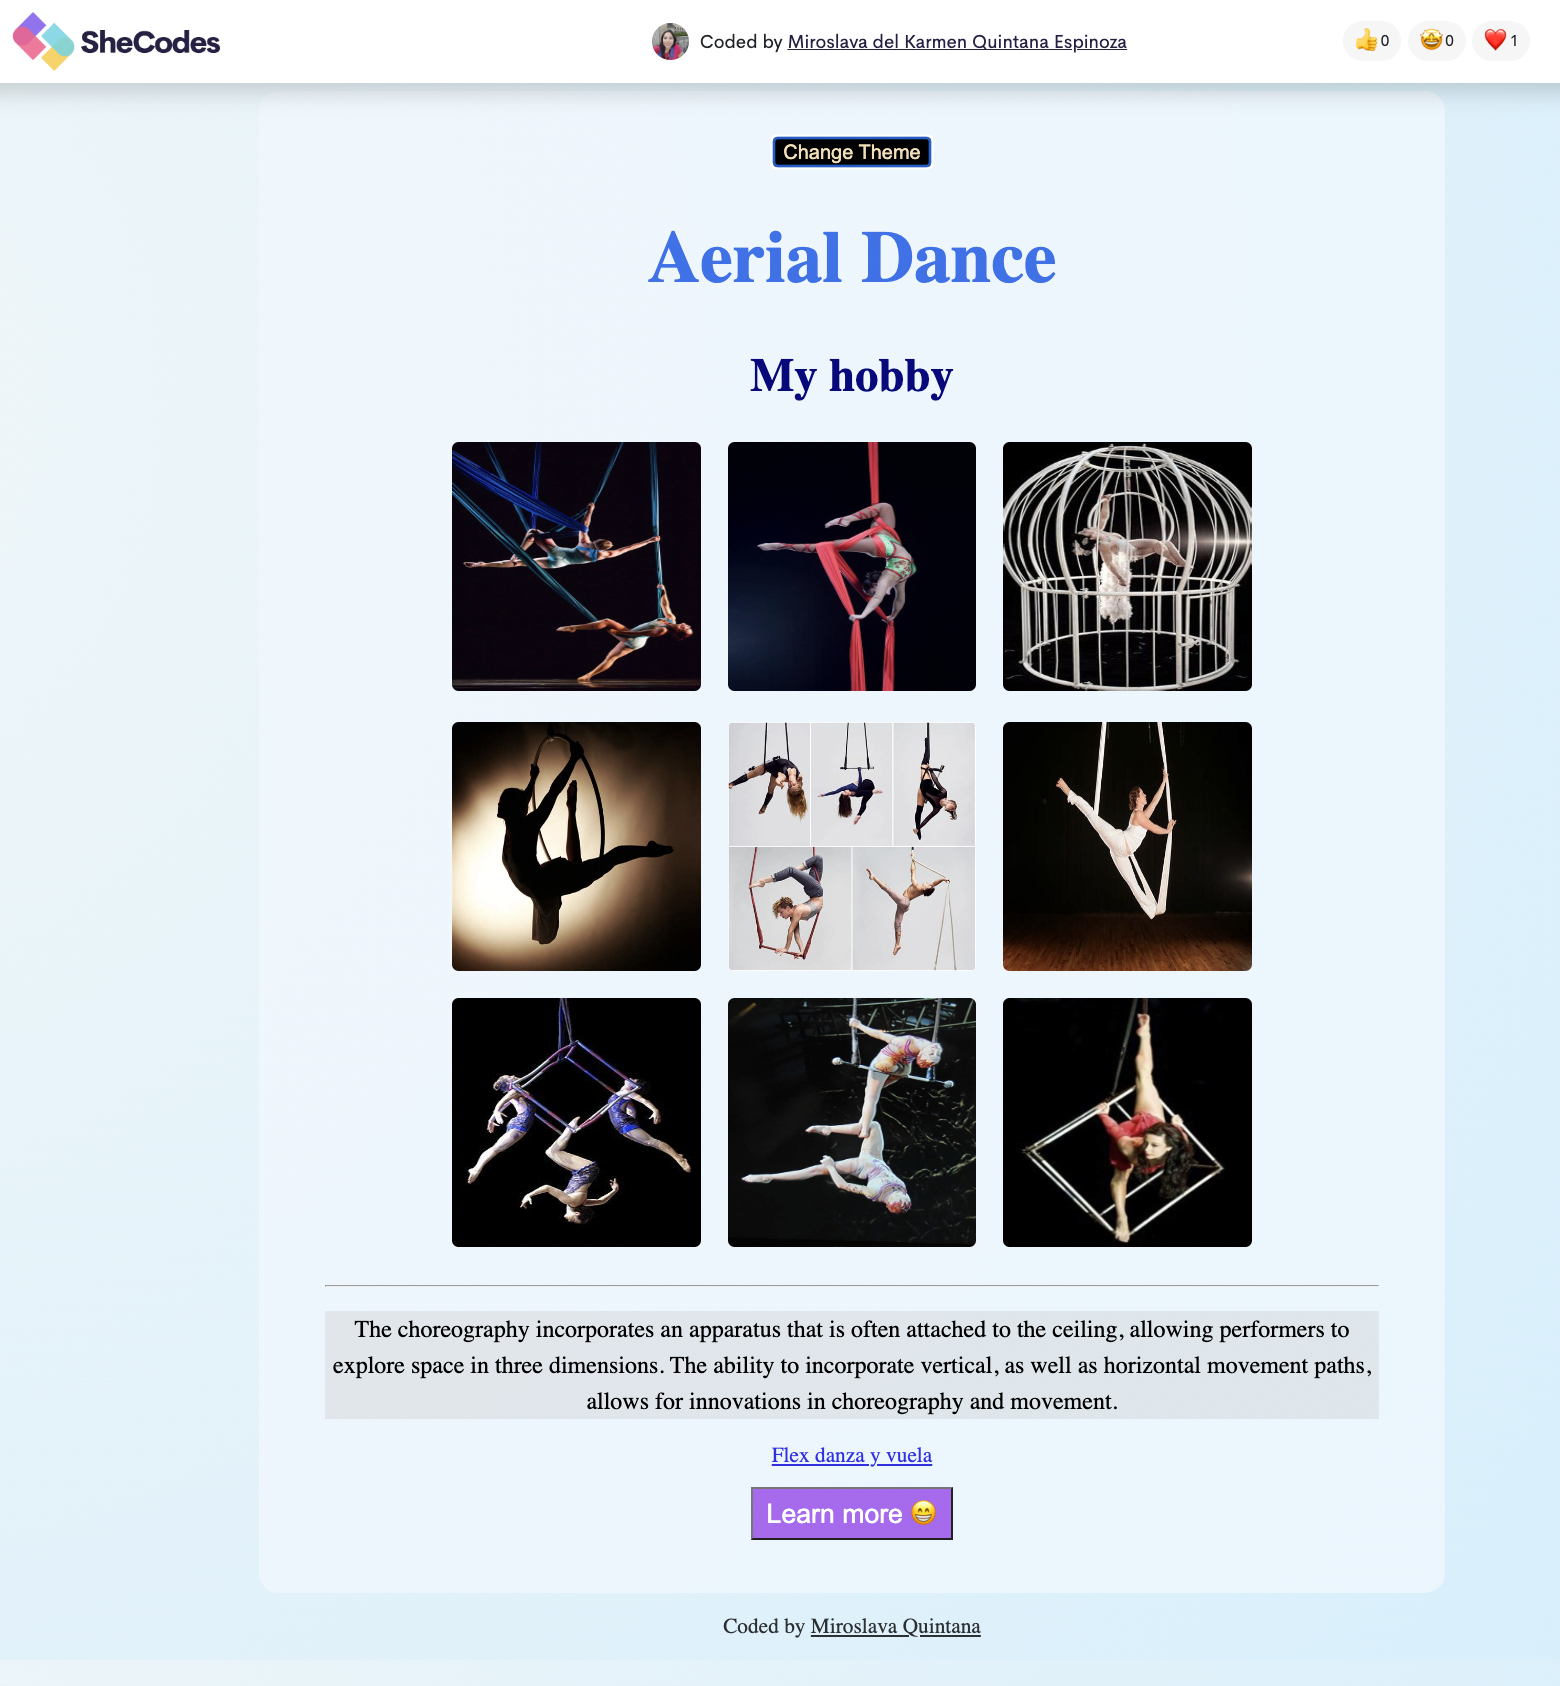 SheCodes
Coded by Miroslava del Karmen Quintana Espinoza
👍0 🤩0 ❤️ 1
Change Theme
Aerial Dance
My hobby
The choreography incorporates an apparatus that is often attached to the ceiling, allowing performers to
explore space in three dimensions. The ability to incorporate vertical, as well as horizontal movement paths,
allows for innovations in choreography and movement.
Flex danza y vuela
Learn more 😁
Coded by Miroslava Quintana